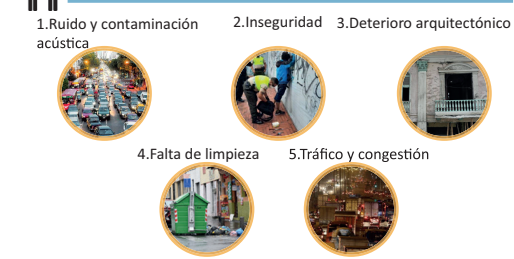 1.Ruido y contaminación
acústica
2.Inseguridad
3.Deterioro arquitectónico
4.Falta de limpieza
5.Tráfico y congestión